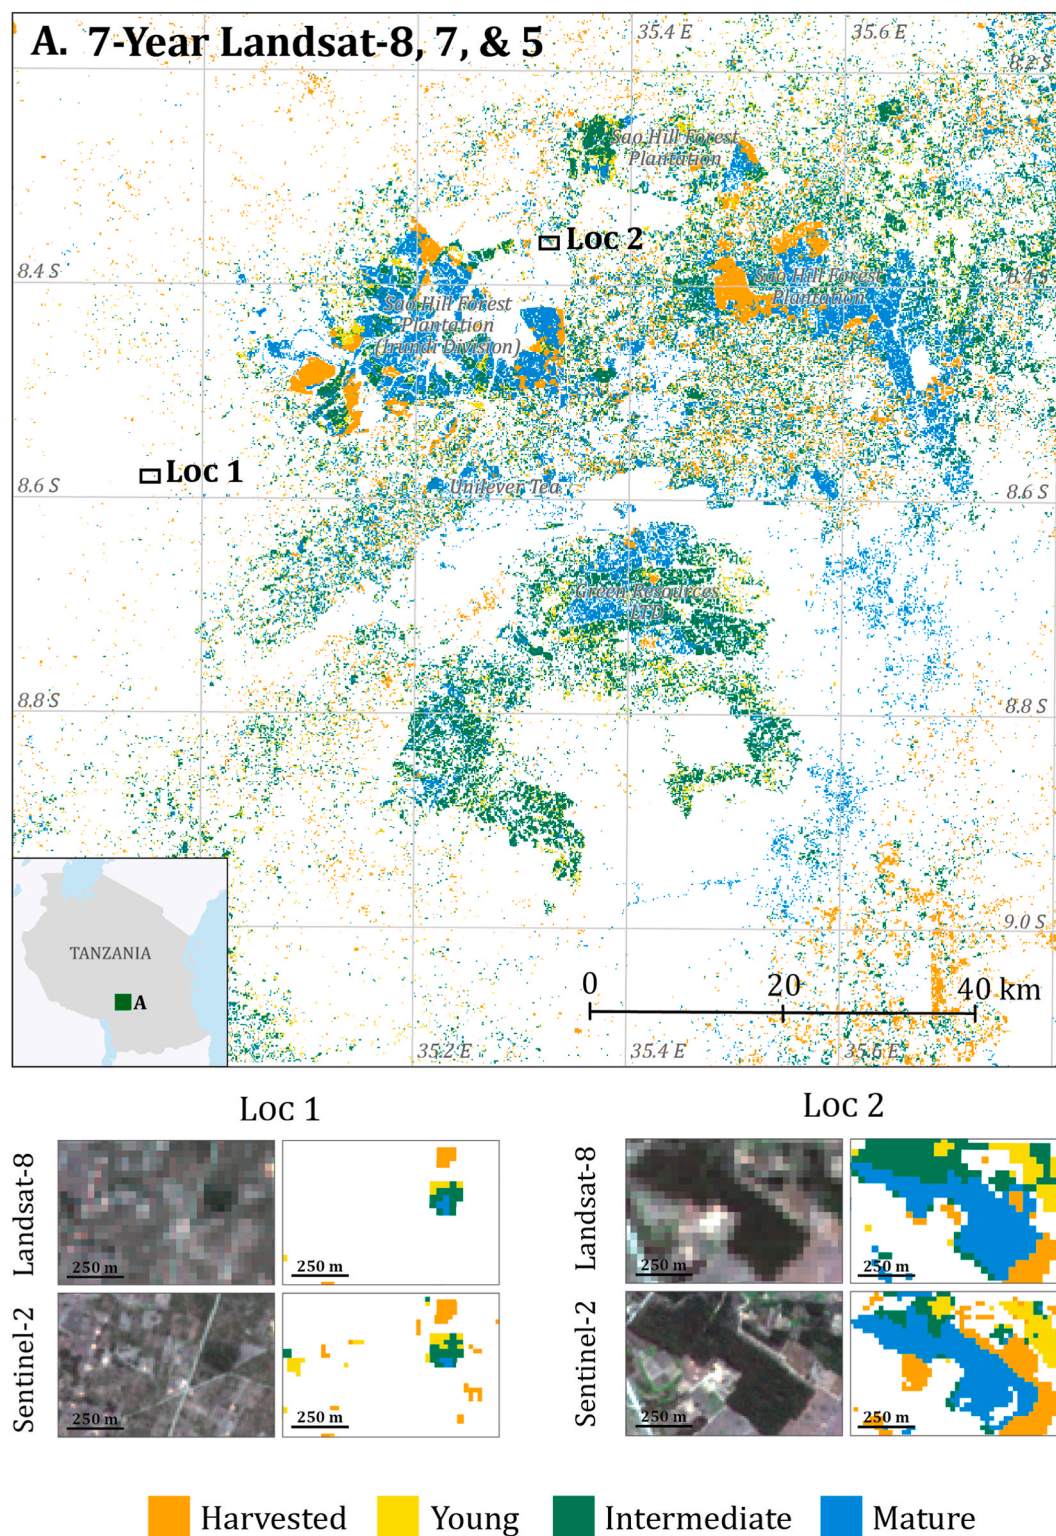 A. 7-Year Landsat-8, 7, & 5
35.4 E
35.6 E
8.2 S
Sao Hill Forest
Plantation
Loc 2
8.4 S
Sao Hill Forest
Plantation
(Irundi Division)
Sao Hill Forest
Plantation
8.4 S
Loc 1
8.6 S
Unilever Tea
8.6 S
Green Resources
LTD
8.8 S
8.8 S
TANZANIA
A
9.0 S
0
20
40 km
35.2 E
35.4 E
35.6 E
Loc 1
Loc 2
Landsat-8
250 m
250 m
Landsat-8
250 m
250 m
Sentinel-2
250 m
250 m
Sentinel-2
250 m
250 m
Harvested
Young
Intermediate
Mature